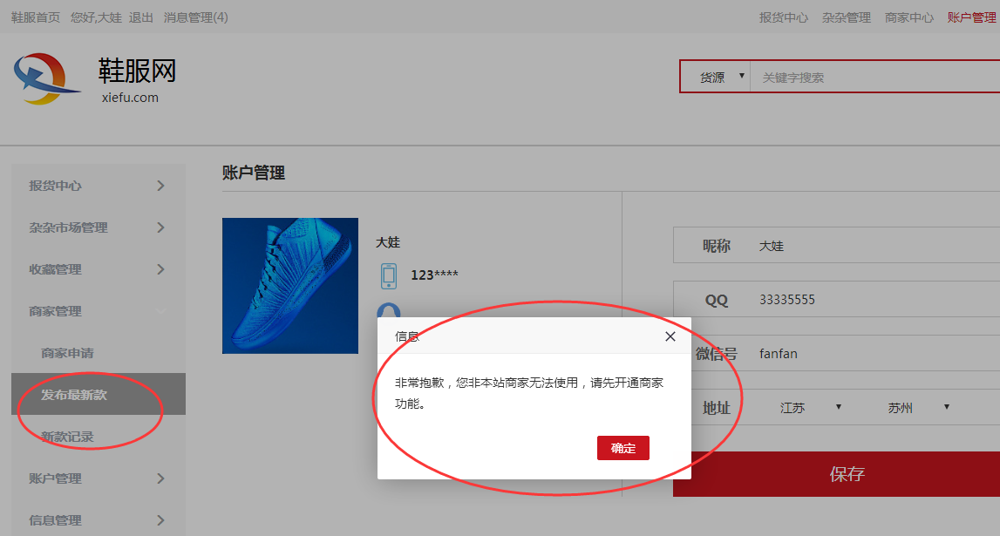 鞋服首页 您好,大娃 退出 消息管理(4)
报货中心 杂杂管理 商家中心 账户管理
鞋服网
xiefu.com
货源 ▼ 关键字搜索
报货中心
杂杂市场管理
收藏管理
商家管理
商家申请
发布最新款
新款记录
账户管理
信息管理
账户管理
大娃
123****
信息
非常抱歉，您非本站商家无法使用，请先开通商家
功能。
确定
昵称 大娃
QQ 33335555
微信号 fanfan
地址 江苏 ▼ 苏州 ▼
保存